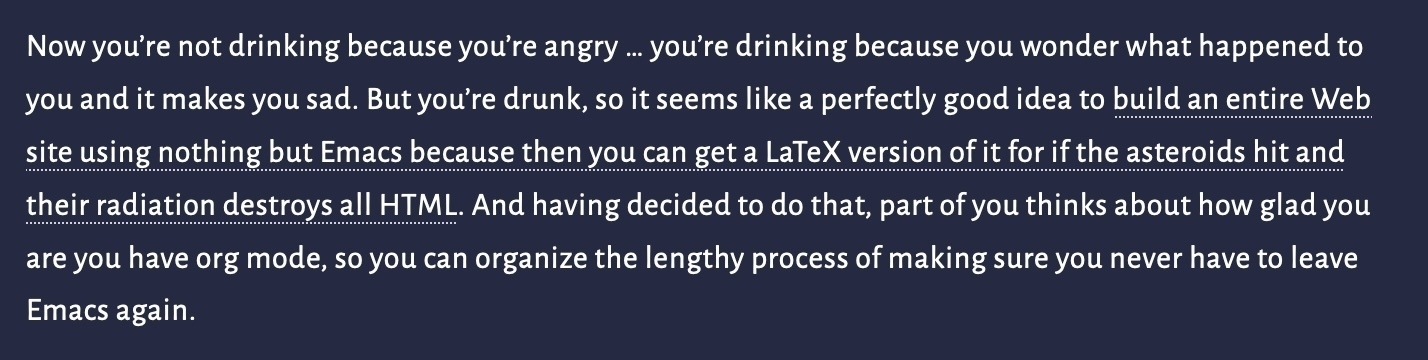 Now you’re not drinking because you’re angry … you’re drinking because you wonder what happened to
you and it makes you sad. But you’re drunk, so it seems like a perfectly good idea to build an entire Web
site using nothing but Emacs because then you can get a LaTeX version of it for if the asteroids hit and
their radiation destroys all HTML. And having decided to do that, part of you thinks about how glad you
are you have org mode, so you can organize the lengthy process of making sure you never have to leave
Emacs again.